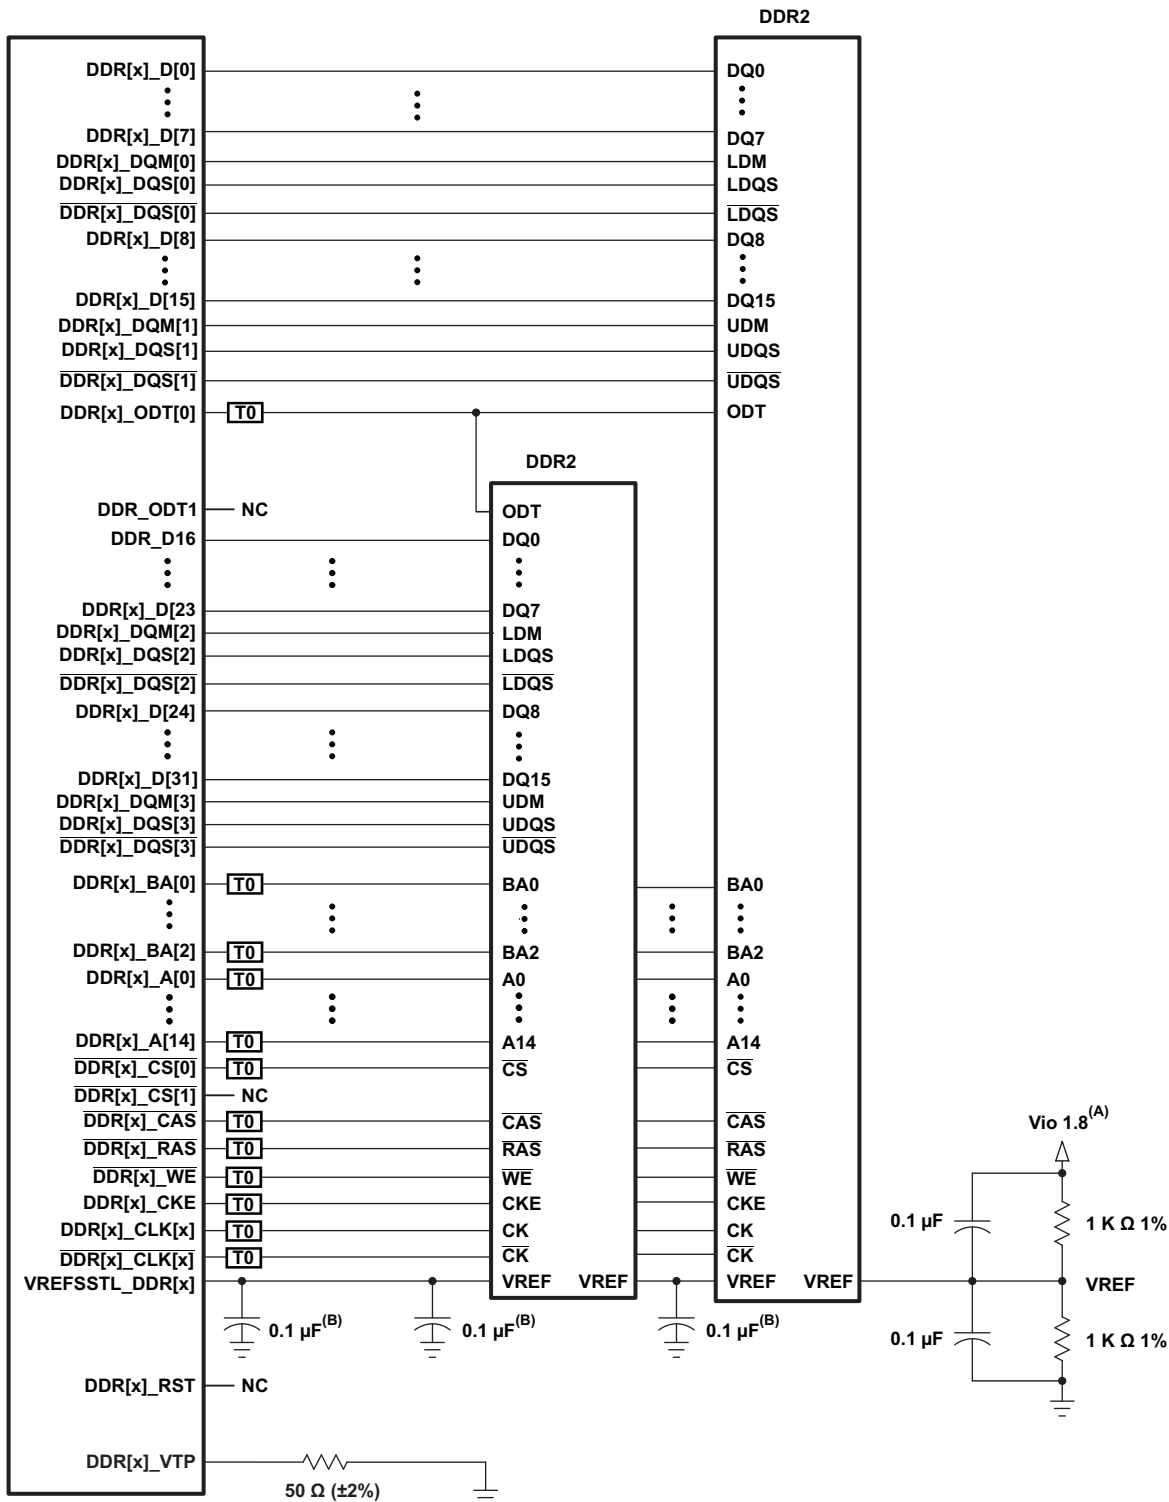 DDR2
DDR[x]_D[0] DQ0
DDR[x]_D[7] DQ7
DDR[x]_DQM[0] LDM
DDR[x]_DQS[0] LDQS
DDR[x]_DQS[0] LDQS
DDR[x]_D[8] DQ8
DDR[x]_D[15] DQ15
DDR[x]_DQM[1] UDM
DDR[x]_DQS[1] UDQS
DDR[x]_DQS[1] UDQS
DDR[x]_ODT[0] T0 ODT
DDR2
DDR_ODT1 NC ODT
DDR_D16 DQ0
DDR[x]_D[23 DQ7
DDR[x]_DQM[2] LDM
DDR[x]_DQS[2] LDQS
DDR[x]_DQS[2] LDQS
DDR[x]_D[24] DQ8
DDR[x]_D[31] DQ15
DDR[x]_DQM[3] UDM
DDR[x]_DQS[3] UDQS
DDR[x]_DQS[3] UDQS
DDR[x]_BA[0] T0 BA0 BA0
DDR[x]_BA[2] T0 BA2 BA2
DDR[x]_A[0] T0 A0 A0
DDR[x]_A[14] T0 A14 A14
DDR[x]_CS[0] T0 CS CS
DDR[x]_CS[1] NC
DDR[x]_CAS T0 CAS CAS
Vio 1.8(A)
DDR[x]_RAS T0 RAS RAS
DDR[x]_WE T0 WE WE
DDR[x]_CKE T0 CKE CKE
0.1 µF 1 K Ω 1%
DDR[x]_CLK[x] T0 CK CK
DDR[x]_CLK[x] T0 CK CK
VREFSSTL_DDR[x] VREF VREF VREF VREF VREF
0.1 µF(B) 0.1 µF(B) 0.1 µF(B) 0.1 µF 1 K Ω 1%
DDR[x]_RST NC
DDR[x]_VTP
50 Ω (±2%)